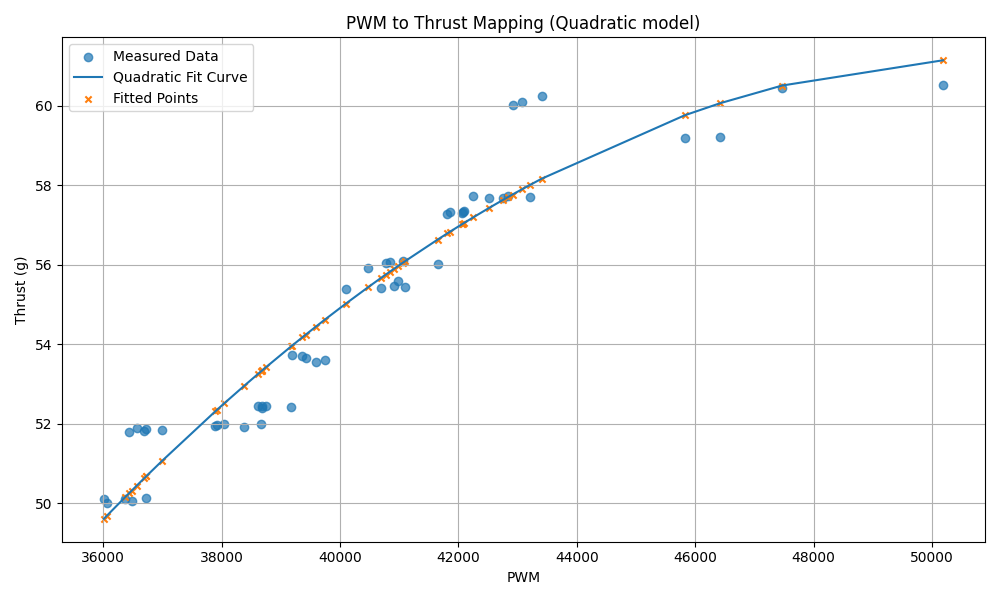 PWM to Thrust Mapping (Quadratic model)
Measured Data
Quadratic Fit Curve
Fitted Points
Thrust (g)
60
58
56
54
52
50
36000 38000 40000 42000 44000 46000 48000 50000
PWM